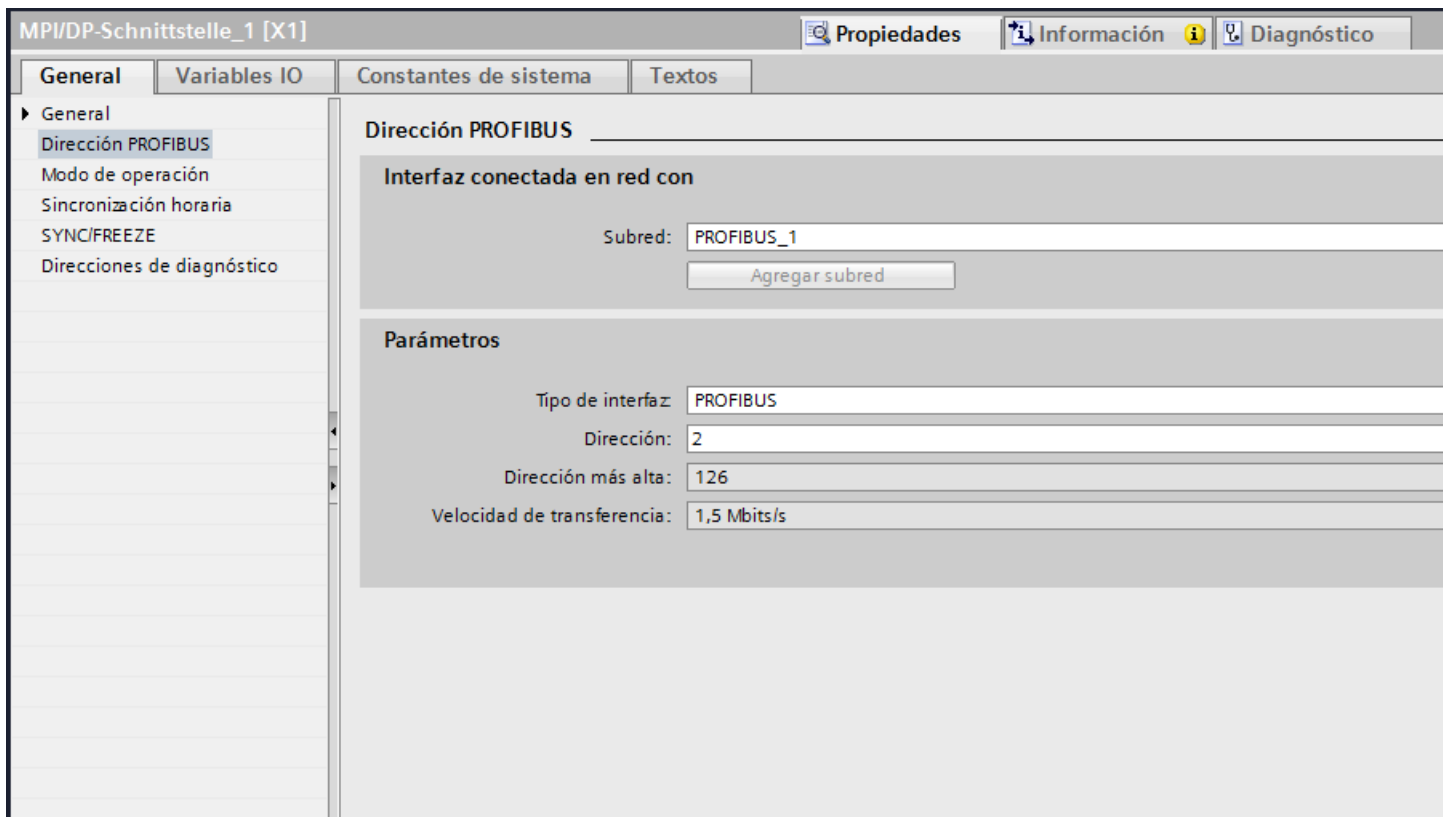 MPI/DP-Schnittstelle_1 [X1]
Propiedades
Información
Diagnóstico
General
Variables IO
Constantes de sistema
Textos
General
Dirección PROFIBUS
Modo de operación
Sincronización horaria
SYNC/FREEZE
Direcciones de diagnóstico
Dirección PROFIBUS
Interfaz conectada en red con
Subred: PROFIBUS_1
Agregar subred
Parámetros
Tipo de interfaz PROFIBUS
Dirección: 2
Dirección más alta: 126
Velocidad de transferencia: 1,5 Mbits/s